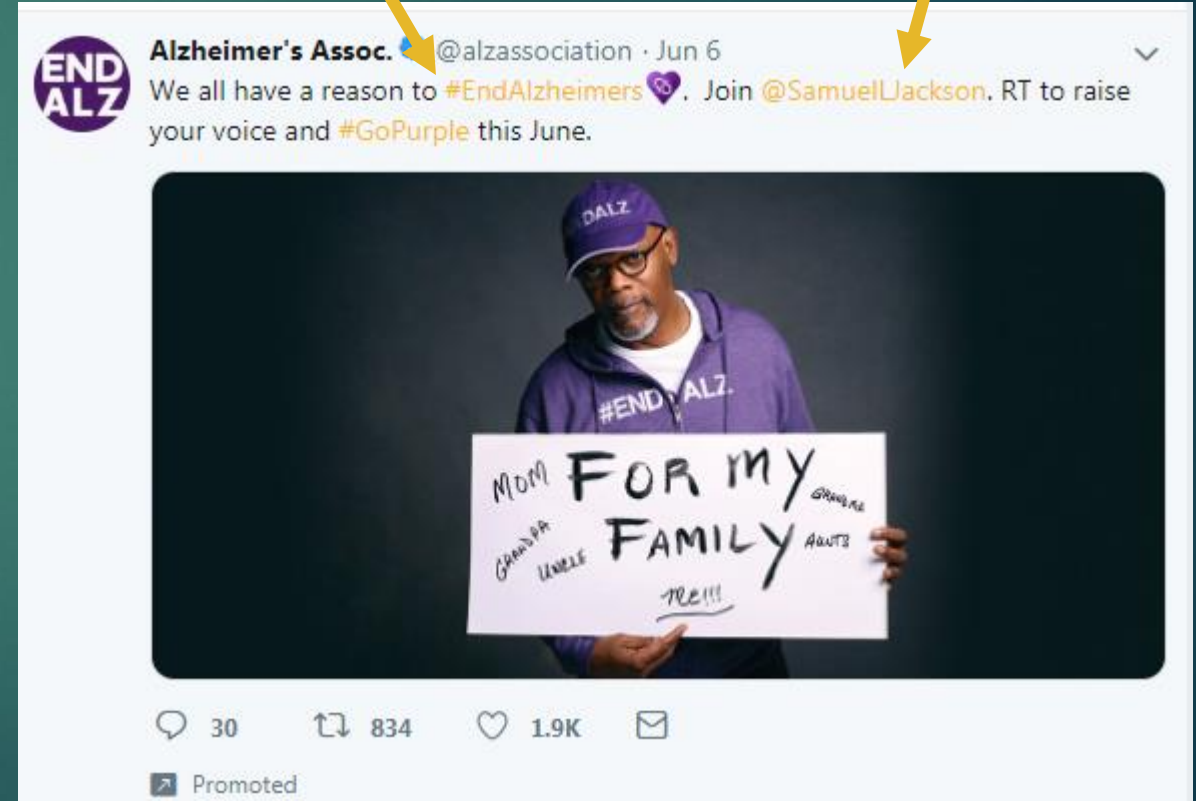 END
ALZ
Alzheimer's Assoc. @alzassociation · Jun 6
We all have a reason to #EndAlzheimers. Join @SamuelLJackson. RT to raise
your voice and #GoPurple this June.
DALZ
#END ALZ.
MOM FOR MY GRANDMA
GRANDPA UNCLE FAMILY AUNTS
Me!!!
30 834 1.9K
Promoted